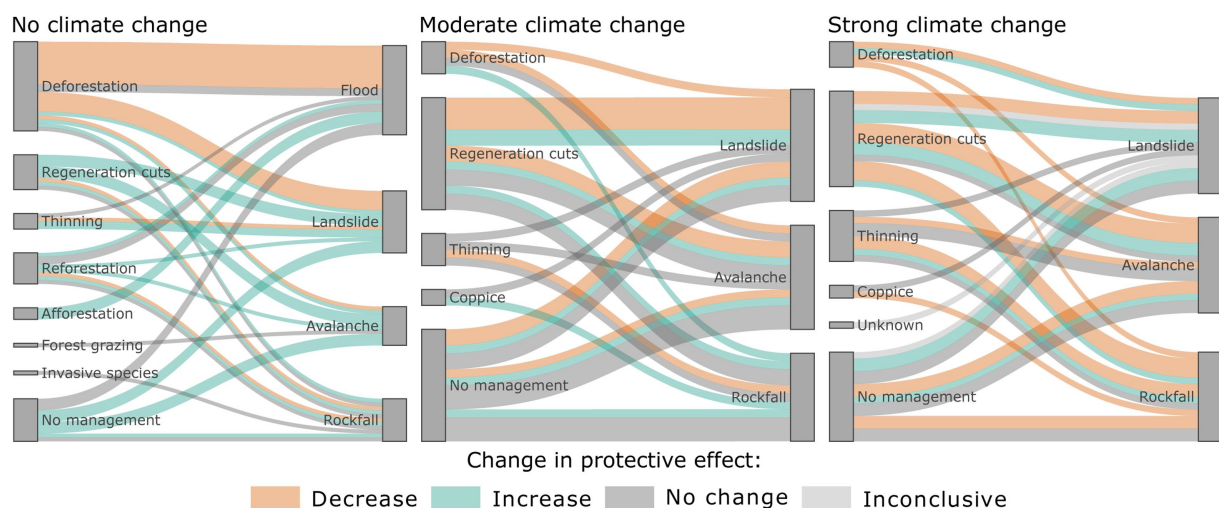 No climate change
Deforestation
Regeneration cuts
Thinning
Reforestation
Afforestation
Forest grazing
Invasive species
No management
Flood
Landslide
Avalanche
Rockfall
Moderate climate change
Deforestation
Regeneration cuts
Thinning
Coppice
No management
Landslide
Avalanche
Rockfall
Strong climate change
Deforestation
Regeneration cuts
Thinning
Coppice
Unknown
No management
Landslide
Avalanche
Rockfall
Change in protective effect:
Decrease Increase No change Inconclusive